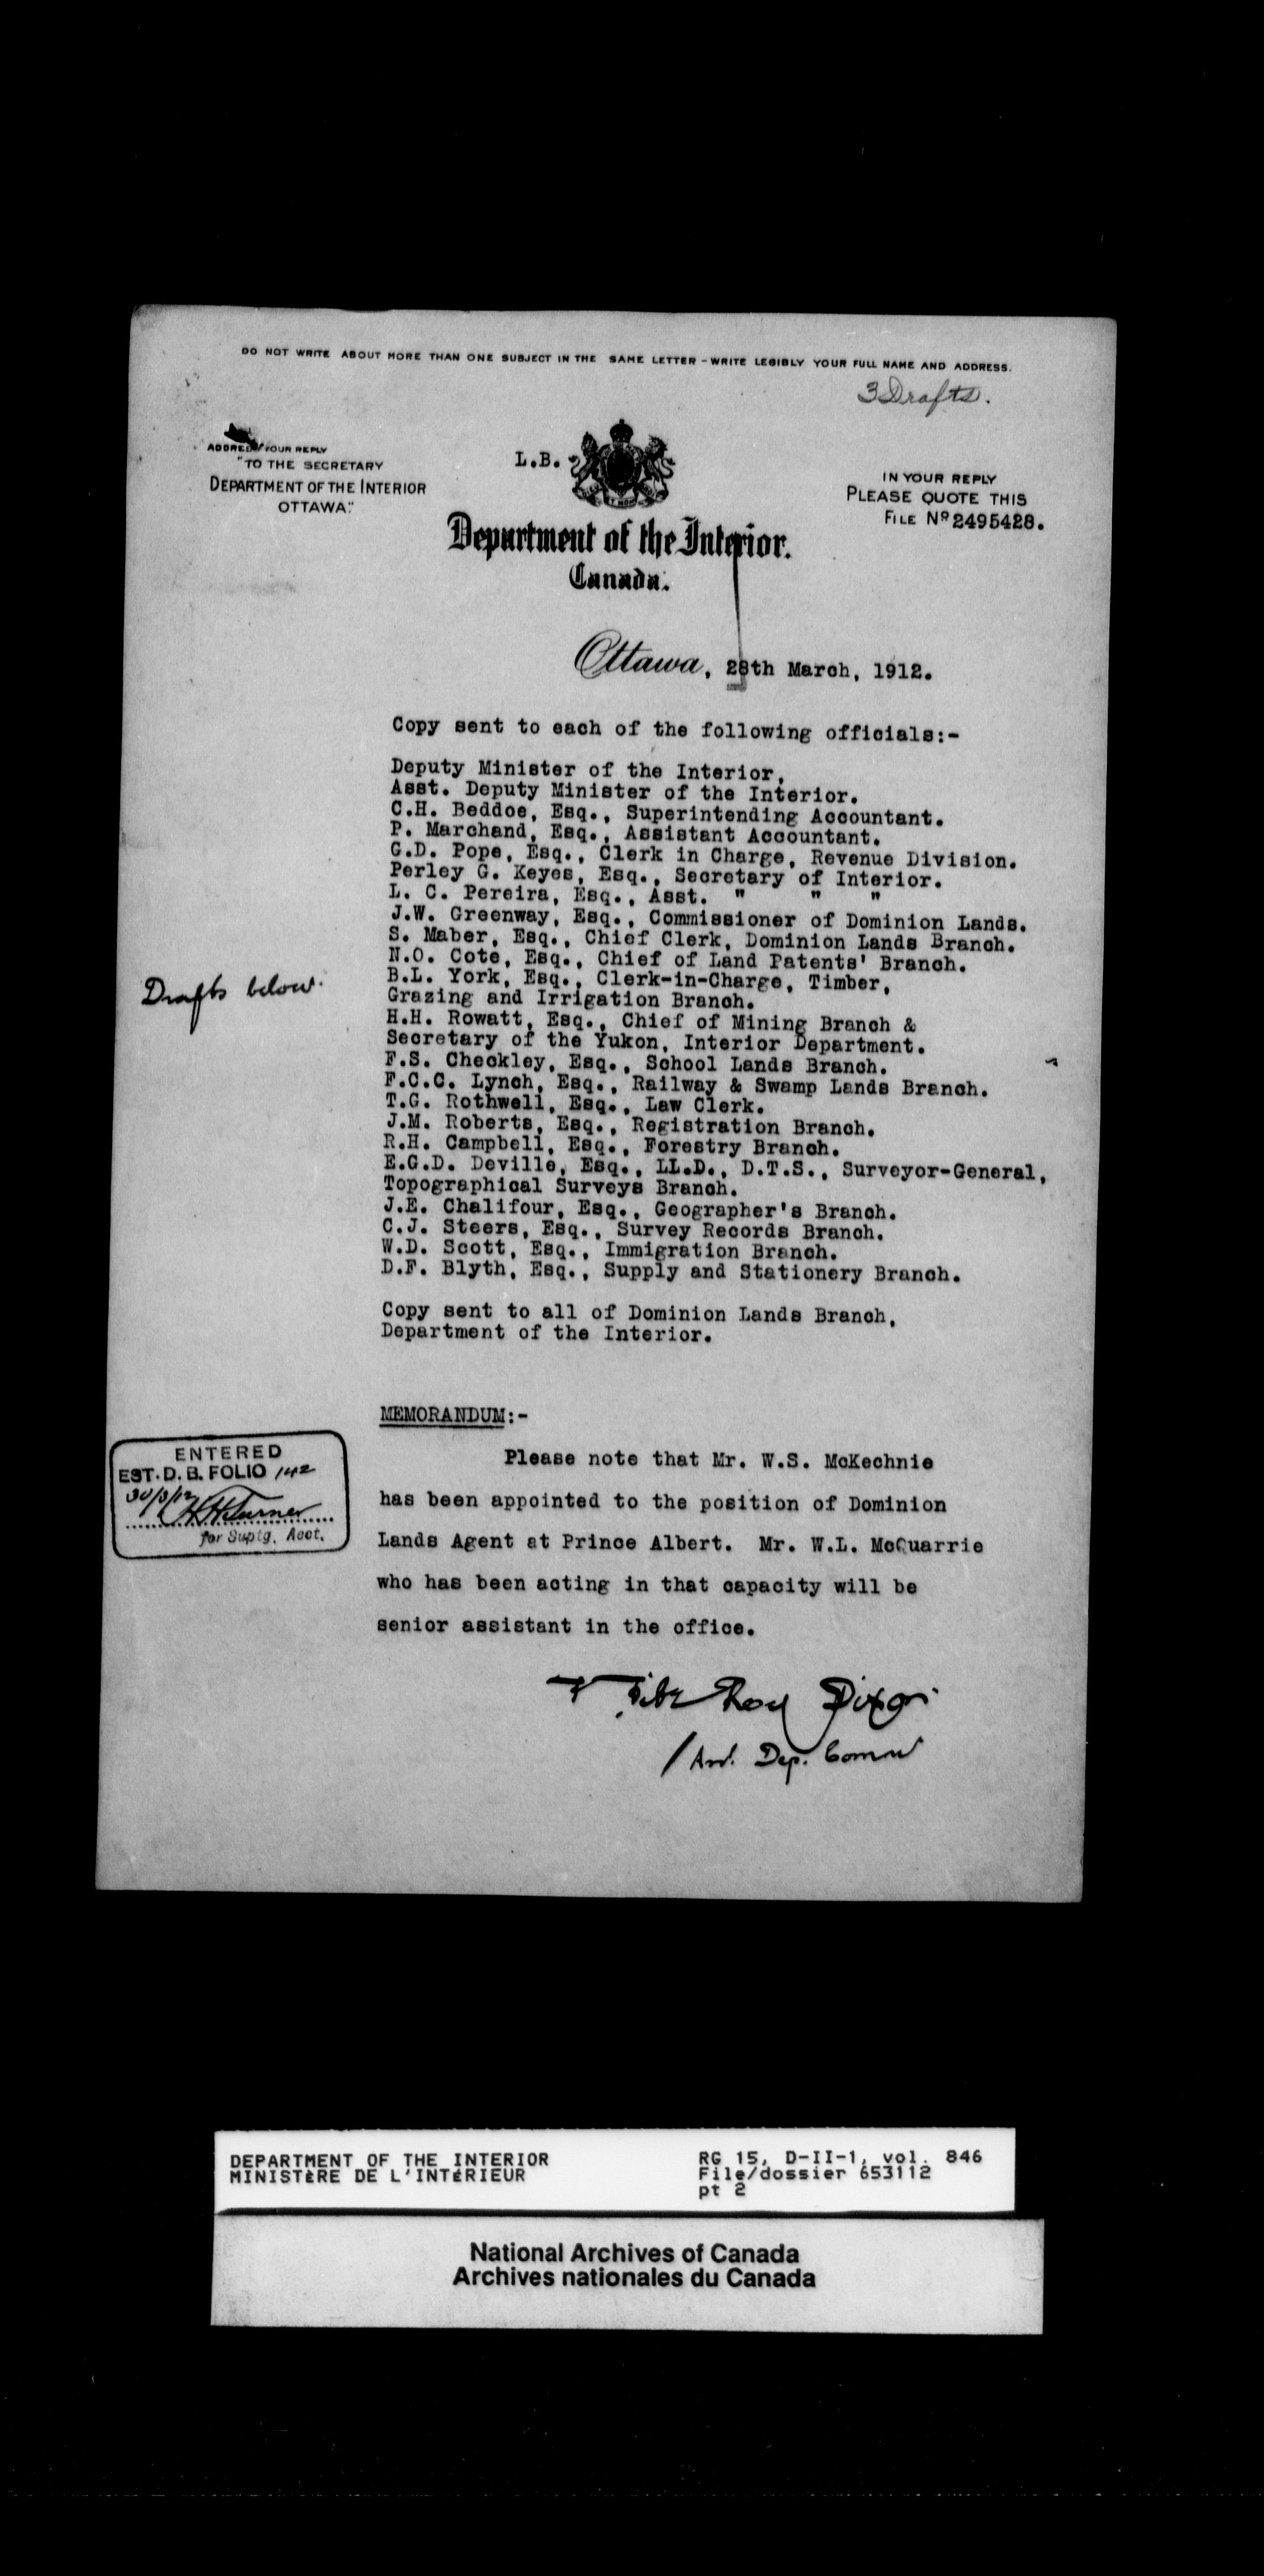 DO NOT WRITE ABOUT MORE THAN ONE SUBJECT IN THE SAME LETTER - WRITE LEGIBLY YOUR FULL NAME AND ADDRESS.
3 Drafts.
ADDRESS YOUR REPLY
"TO THE SECRETARY
DEPARTMENT OF THE INTERIOR
OTTAWA."
L.B.
IN YOUR REPLY
PLEASE QUOTE THIS
FILE No 2495428.
Department of the Interior.
Canada.
Ottawa, 28th March, 1912.
Copy sent to each of the following officials:-
Deputy Minister of the Interior,
Asst. Deputy Minister of the Interior.
C.H. Beddoe, Esq., Superintending Accountant.
P. Marchand, Esq., Assistant Accountant.
G.D. Pope, Esq., Clerk in Charge, Revenue Division.
Perley G. Keyes, Esq., Secretary of Interior.
L. C. Pereira, Esq., Asst. " " "
J.W. Greenway, Esq., Commissioner of Dominion Lands.
S. Maber, Esq., Chief Clerk, Dominion Lands Branch.
N.O. Cote, Esq., Chief of Land Patents' Branch.
B.L. York, Esq., Clerk-in-Charge, Timber,
Grazing and Irrigation Branch.
Drafts below.
H.H. Rowatt, Esq., Chief of Mining Branch &
Secretary of the Yukon, Interior Department.
F.S. Checkley, Esq., School Lands Branch.
F.C.C. Lynch, Esq., Railway & Swamp Lands Branch.
T.G. Rothwell, Esq., Law Clerk.
J.M. Roberts, Esq., Registration Branch.
R.H. Campbell, Esq., Forestry Branch.
E.G.D. Deville, Esq., LL.D., D.T.S., Surveyor-General,
Topographical Surveys Branch.
J.E. Chalifour, Esq., Geographer's Branch.
C.J. Steers, Esq., Survey Records Branch.
W.D. Scott, Esq., Immigration Branch.
D.F. Blyth, Esq., Supply and Stationery Branch.
Copy sent to all of Dominion Lands Branch,
Department of the Interior.
MEMORANDUM:-
Please note that Mr. W.S. McKechnie
has been appointed to the position of Dominion
Lands Agent at Prince Albert. Mr. W.L. McQuarrie
who has been acting in that capacity will be
senior assistant in the office.
ENTERED
EST. D. B. FOLIO 142
30/3/12
Turner
for Suptg. Acct.
Roy Dixon
Dep. Comm
DEPARTMENT OF THE INTERIOR
MINISTÈRE DE L'INTÉRIEUR
RG 15, D-II-1, vol. 846
File/dossier 653112
pt 2
National Archives of Canada
Archives nationales du Canada